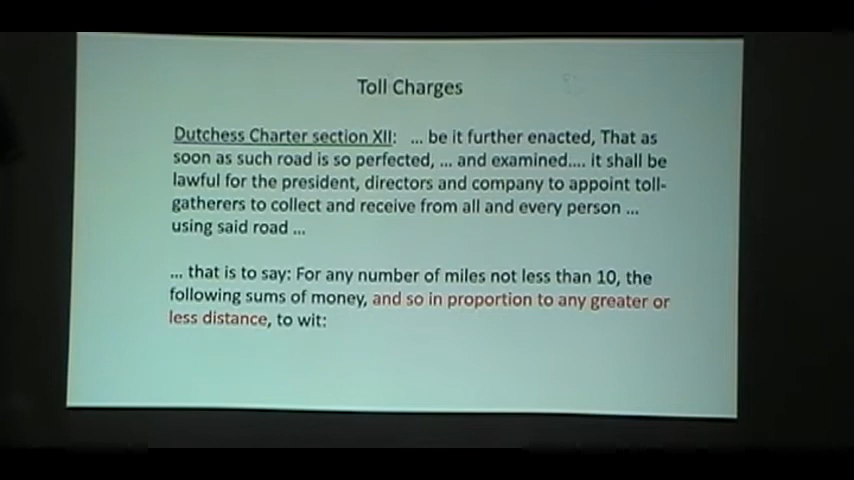 Toll Charges
Dutchess Charter section XII: ... be it further enacted, That as
soon as such road is so perfected, ... and examined.... it shall be
lawful for the president, directors and company to appoint toll-
gatherers to collect and receive from all and every person ...
using said road ...
... that is to say: For any number of miles not less than 10, the
following sums of money, and so in proportion to any greater or
less distance, to wit: